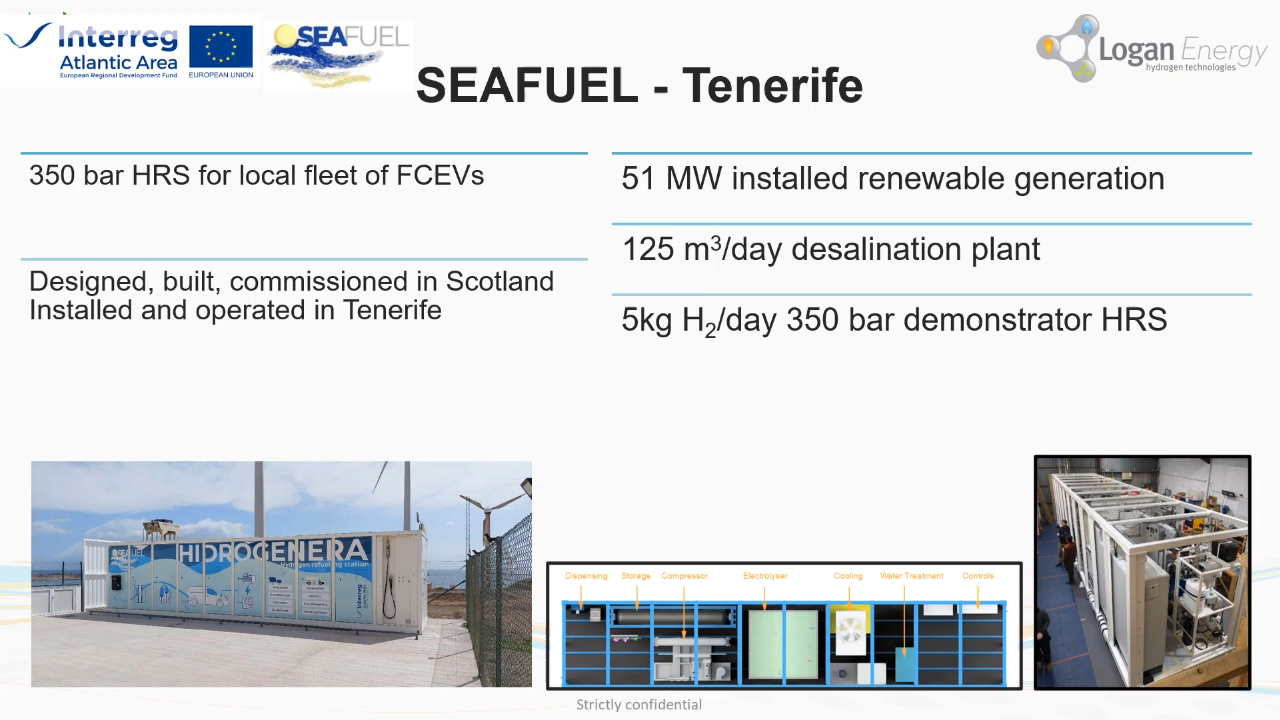 Interreg
Atlantic Area
European Regional Development Fund
EUROPEAN UNION
SEAFUEL
Logan Energy
hydrogen technologies
SEAFUEL - Tenerife
350 bar HRS for local fleet of FCEVs
Designed, built, commissioned in Scotland
Installed and operated in Tenerife
51 MW installed renewable generation
125 m³/day desalination plant
5kg H₂/day 350 bar demonstrator HRS
SEAFUEL
HIDROGENERA
Hydrogen refueling station
Interreg
Dispensing Storage Compressor Electrolyser Cooling Water Treatment Controls
Strictly confidential